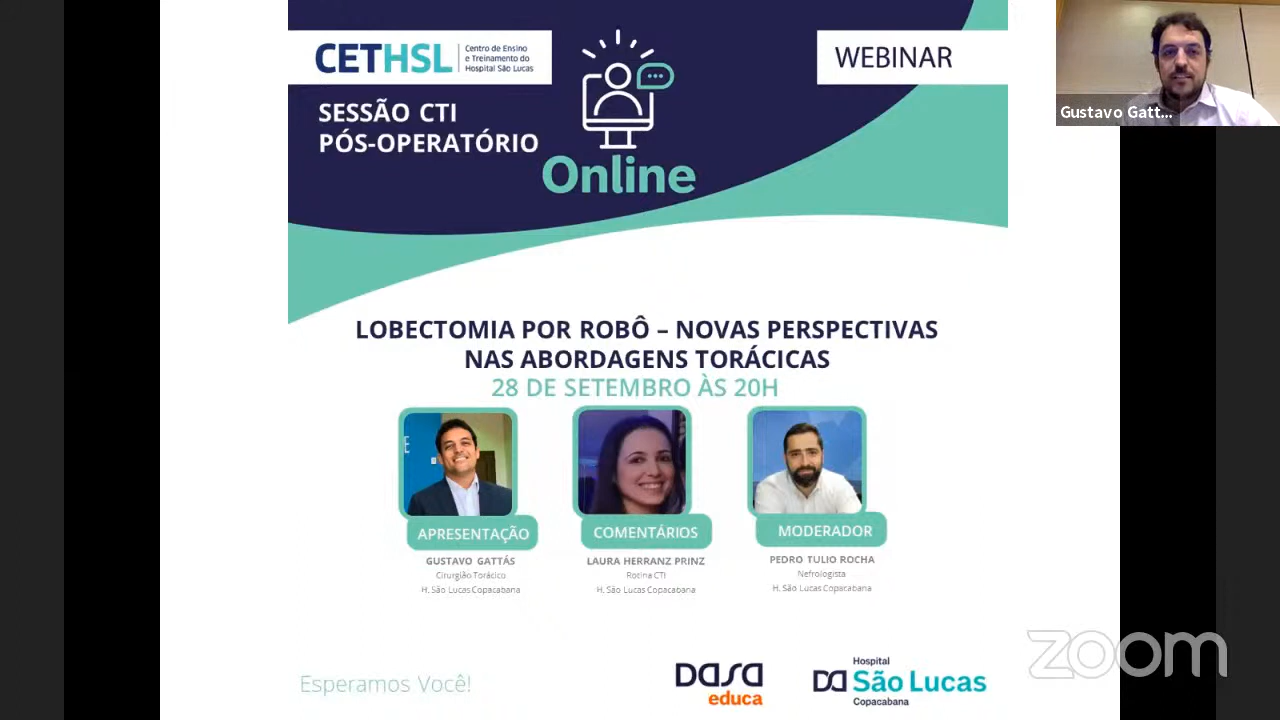 CETHSL
Centro de Ensino
e Treinamento do
Hospital São Lucas
WEBINAR
Gustavo Gatt...
SESSÃO CTI
PÓS-OPERATÓRIO
Online
LOBECTOMIA POR ROBÔ – NOVAS PERSPECTIVAS
NAS ABORDAGENS TORÁCICAS
28 DE SETEMBRO ÀS 20H
E
APRESENTAÇÃO
GUSTAVO GATTÁS
Cirurgião Torácico
H. São Lucas Copacabana
COMENTÁRIOS
LAURA HERRANZ PRINZ
Rotina CTI
H. São Lucas Copacabana
MODERADOR
PEDRO TULIO ROCHA
Nefrologista
H. São Lucas Copacabana
Esperamos Você!
DASA
educa
Hospital
São Lucas
Copacabana
zoom